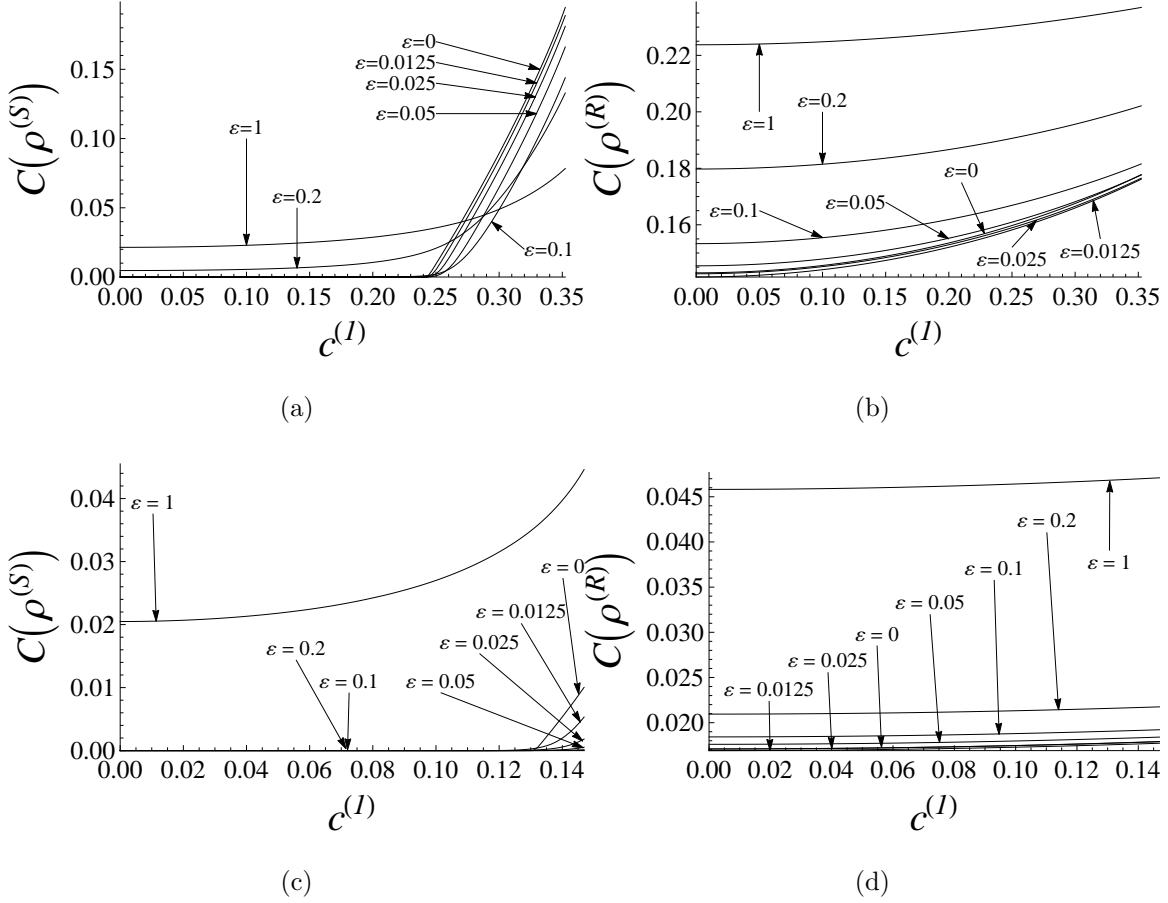 C(ρ^(S))
0.15
0.10
0.05
0.00
0.00 0.05 0.10 0.15 0.20 0.25 0.30 0.35
c^(1)
ε=0
ε=0.0125
ε=0.025
ε=0.05
ε=1
ε=0.2
ε=0.1
(a)
C(ρ^(R))
0.22
0.20
0.18
0.16
0.00 0.05 0.10 0.15 0.20 0.25 0.30 0.35
c^(1)
ε=1
ε=0.2
ε=0
ε=0.05
ε=0.1
ε=0.0125
ε=0.025
(b)
C(ρ^(S))
0.04
0.03
0.02
0.01
0.00
0.00 0.02 0.04 0.06 0.08 0.10 0.12 0.14
c^(1)
ε = 1
ε = 0
ε = 0.0125
ε = 0.025
ε = 0.2
ε = 0.1
ε = 0.05
(c)
C(ρ^(R))
0.045
0.040
0.035
0.030
0.025
0.020
0.00 0.02 0.04 0.06 0.08 0.10 0.12 0.14
c^(1)
ε = 0.2
ε = 1
ε = 0.1
ε = 0.05
ε = 0
ε = 0.025
ε = 0.0125
(d)